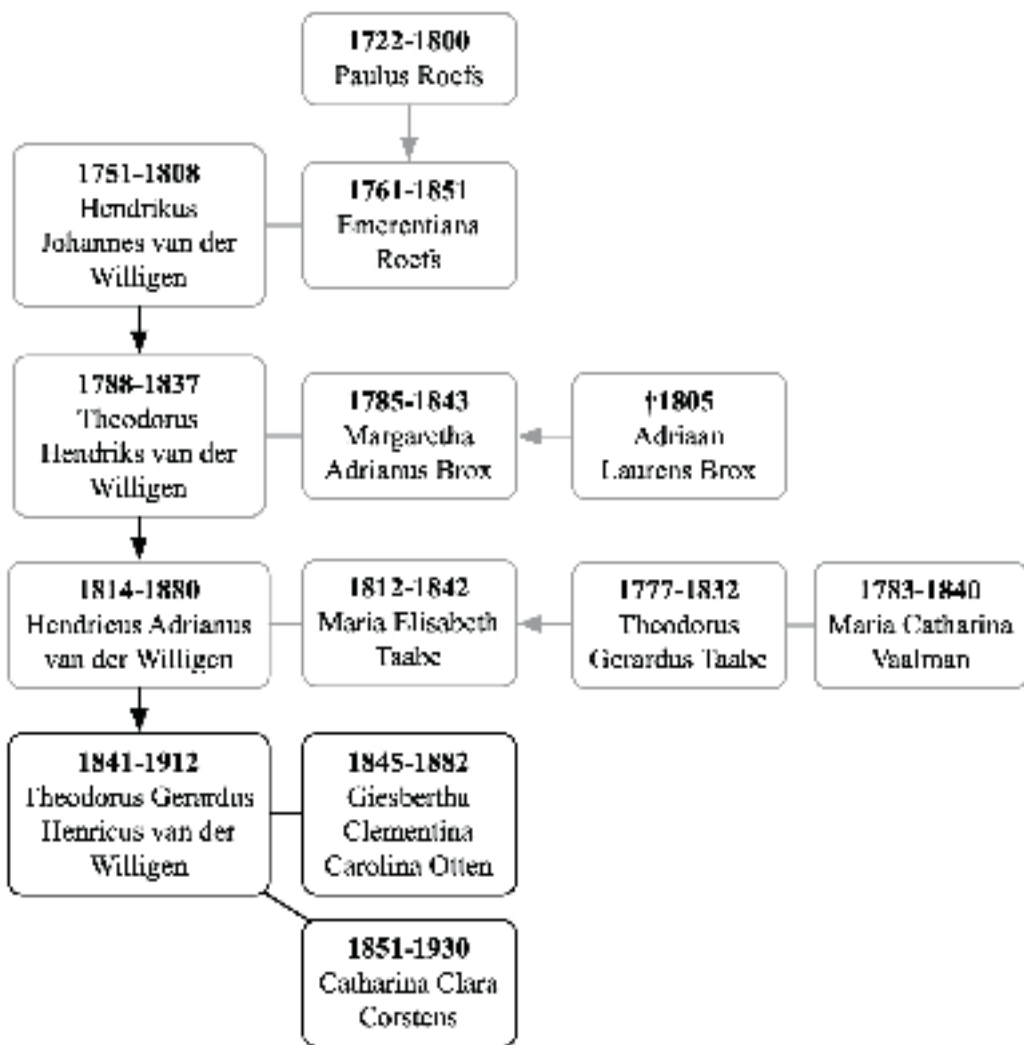 1722-1800
Paulus Roefs
1751-1808
Hendrikus
Johannes van der
Willigen
1761-1851
Emerentiana
Roefs
1788-1837
Theodorus
Hendriks van der
Willigen
1785-1843
Margaretha
Adrianus Brox
†1805
Adriaan
Laurens Brox
1814-1880
Hendricus Adrianus
van der Willigen
1812-1842
Maria Elisabeth
Taabe
1777-1832
Theodorus
Gerardus Taabe
1783-1840
Maria Catharina
Vaalman
1841-1912
Theodorus Gerardus
Henricus van der
Willigen
1845-1882
Giesbertha
Clementina
Carolina Otten
1851-1930
Catharina Clara
Corstens